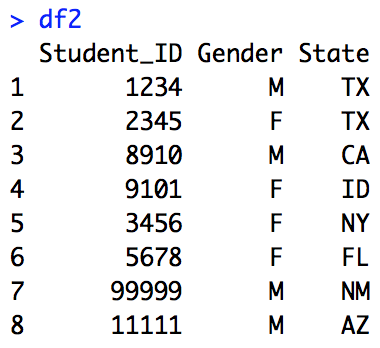 > df2
  Student_ID Gender State
1       1234      M    TX
2       2345      F    TX
3       8910      M    CA
4       9101      F    ID
5       3456      F    NY
6       5678      F    FL
7      99999      M    NM
8      11111      M    AZ